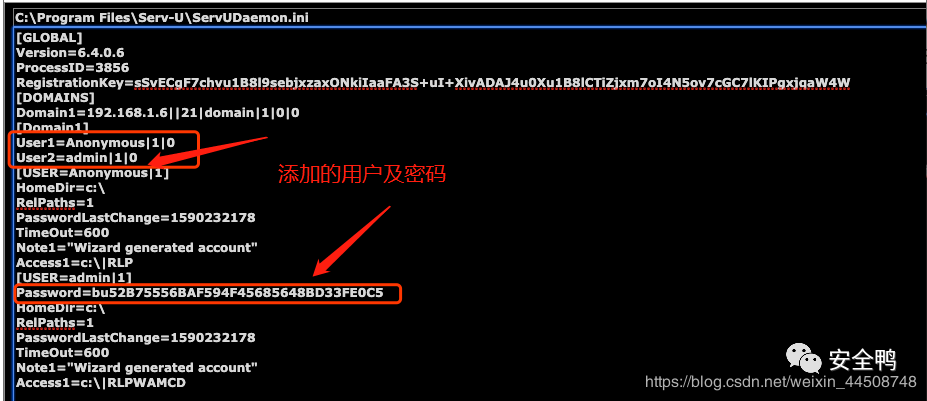 C:\Program Files\Serv-U\ServUDaemon.ini
[GLOBAL]
Version=6.4.0.6
ProcessID=3856
RegistrationKey=sSvECgF7chvu1B8l9sebjxzaxONkiIaaFA3S+uI+XivADAJ4u0Xu1B8lCTiZjxm7oI4N5ov7cGC7lKIPgxjqaW4W
[DOMAINS]
Domain1=192.168.1.6||21|domain|1|0|0
[Domain1]
User1=Anonymous|1|0
User2=admin|1|0
[USER=Anonymous|1]
添加的用户及密码
HomeDir=c:\
RelPaths=1
PasswordLastChange=1590232178
TimeOut=600
Note1="Wizard generated account"
Access1=c:\|RLP
[USER=admin|1]
Password=bu52B75556BAF594F45685648BD33FE0C5
HomeDir=c:\
RelPaths=1
PasswordLastChange=1590232178
TimeOut=600
Note1="Wizard generated account"
Access1=c:\|RLPWAMCD
安全鸭
https://blog.csdn.net/weixin_44508748